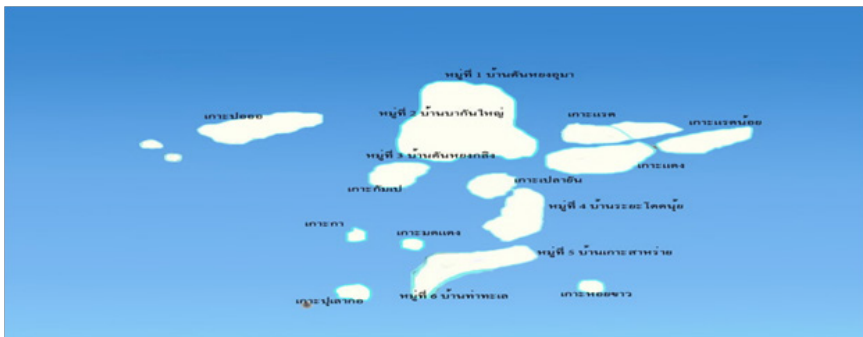 หมู่ที่ 1 บ้านตันหยงอุมา
เกาะปอยอ
หมู่ที่ 2 บ้านบากันใหญ่
เกาะแรด
เกาะแรดน้อย
หมู่ที่ 3 บ้านตันหยงกลิง
เกาะแดง
เกาะกัมเป
เกาะเปลายัน
หมู่ที่ 4 บ้านระยะโตดนุ้ย
เกาะกา
เกาะมดแดง
หมู่ที่ 5 บ้านเกาะสาหร่าย
เกาะปูเลากอ
หมู่ที่ 6 บ้านท่าทะเล
เกาะหอยขาว